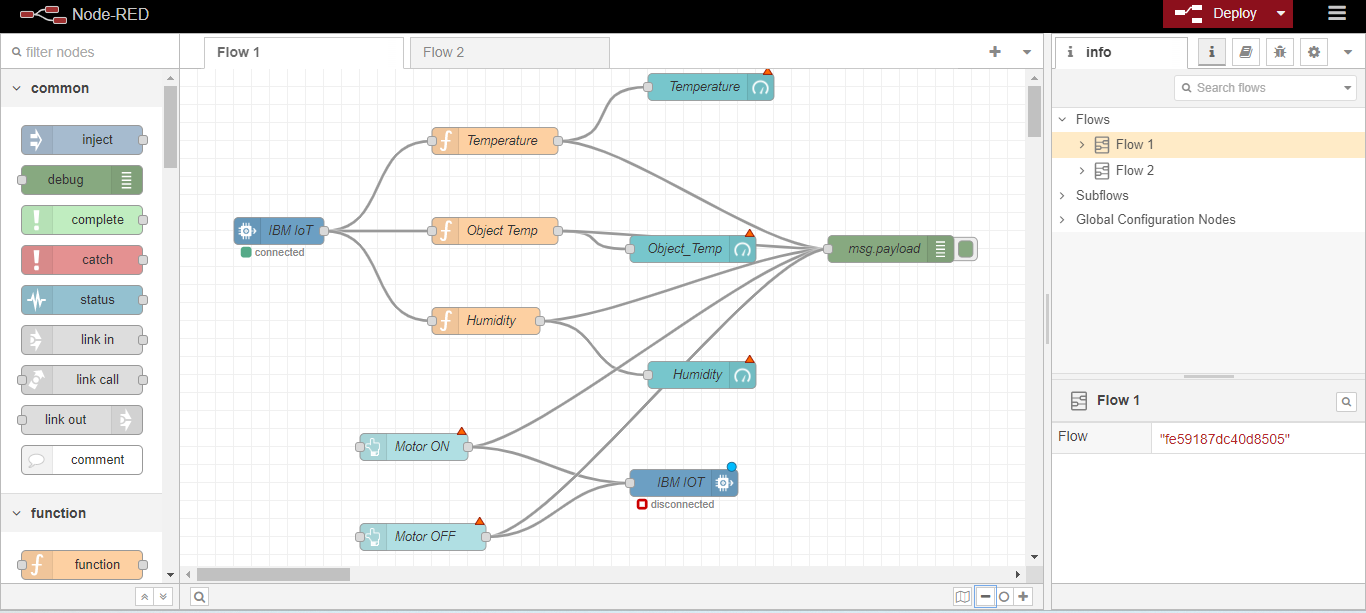 Node-RED
Deploy
filter nodes
Flow 1
Flow 2
i info
i
Search flows
common
inject
debug
complete
catch
status
link in
link call
link out
comment
function
f function
Temperature
f Temperature
IBM IoT
connected
f Object Temp
Object_Temp
msg.payload
f Humidity
Humidity
Motor ON
IBM IOT
disconnected
Motor OFF
Flows
Flow 1
Flow 2
Subflows
Global Configuration Nodes
Flow 1
Flow "fe59187dc40d8505"